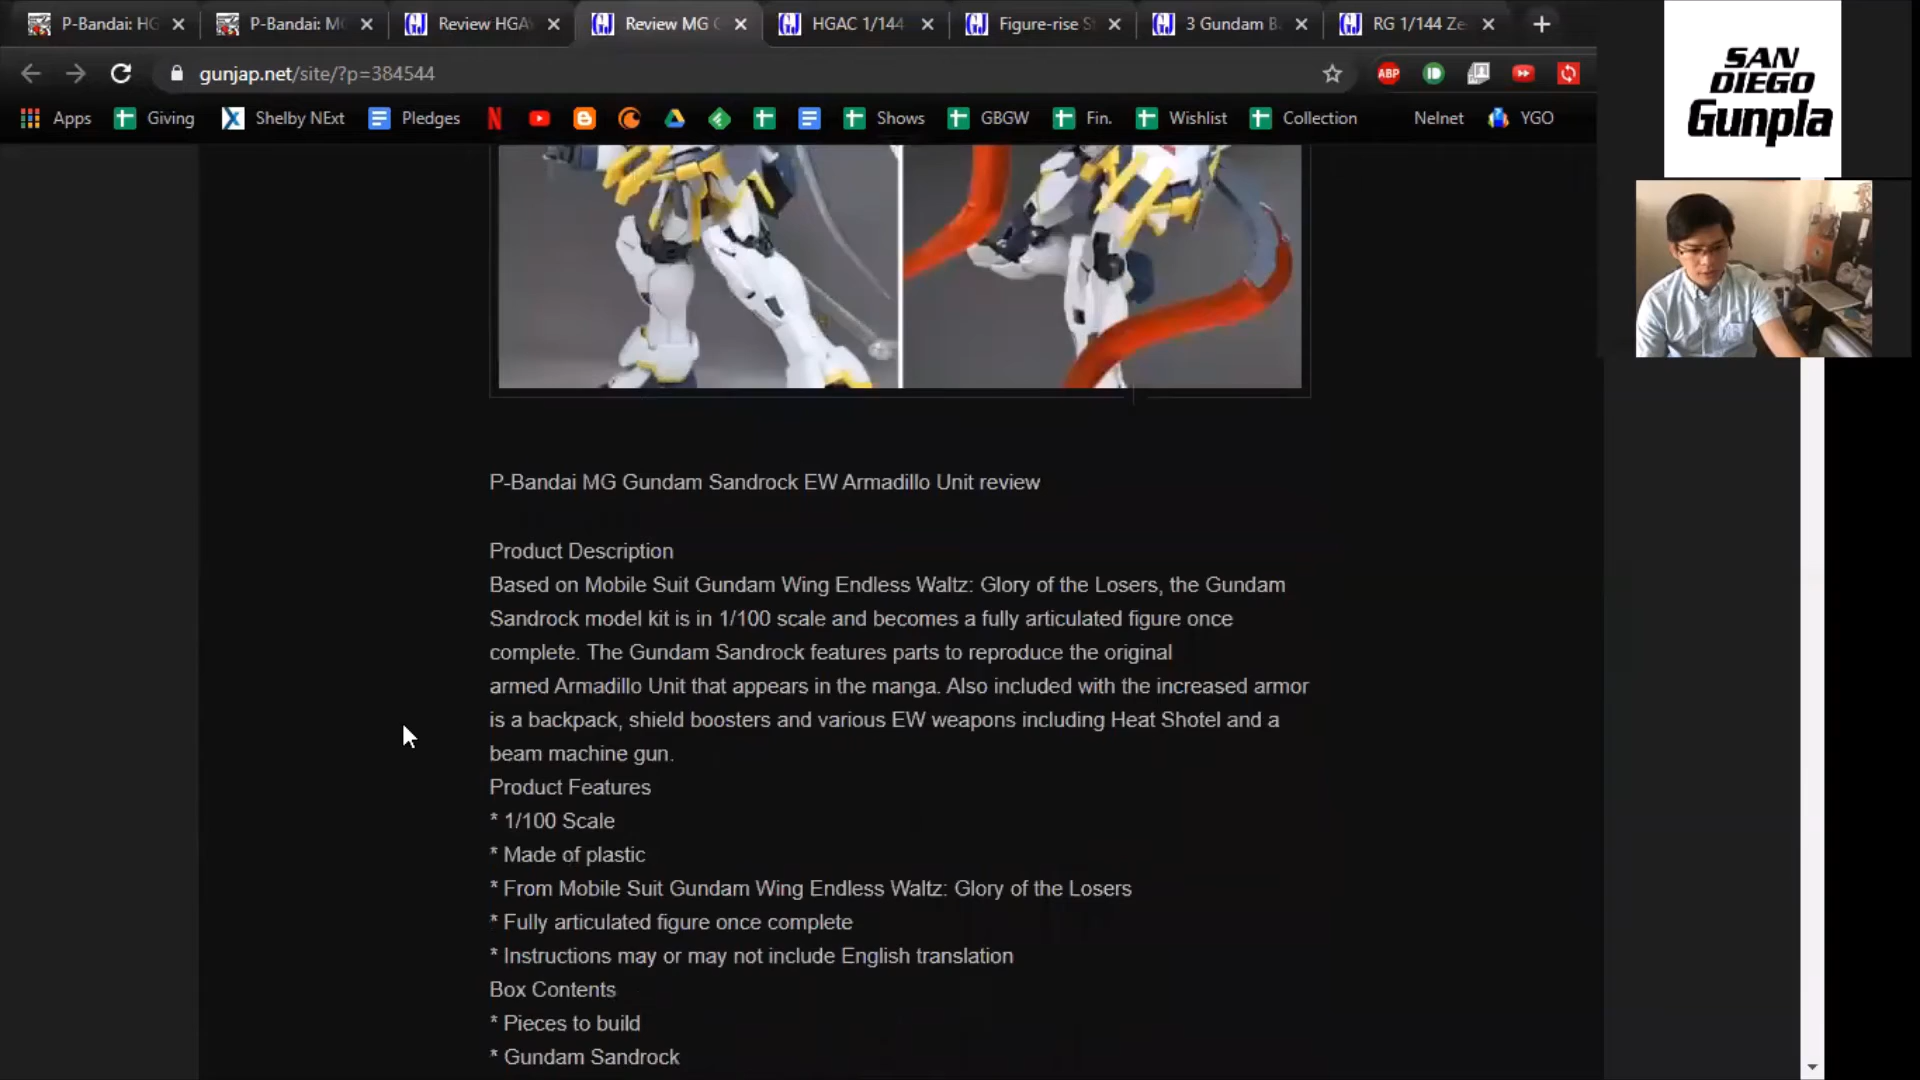 P-Bandai: HG
P-Bandai: MG
Review HGA
Review MG G
HGAC 1/144
Figure-rise S
3 Gundam B
RG 1/144 Ze
gunjap.net/site/?p=384544
ABP
Apps
Giving
Shelby NExt
Pledges
Shows
GBGW
Fin.
Wishlist
Collection
Nelnet
YGO
SAN
DIEGO
Gunpla
P-Bandai MG Gundam Sandrock EW Armadillo Unit review
Product Description
Based on Mobile Suit Gundam Wing Endless Waltz: Glory of the Losers, the Gundam
Sandrock model kit is in 1/100 scale and becomes a fully articulated figure once
complete. The Gundam Sandrock features parts to reproduce the original
armed Armadillo Unit that appears in the manga. Also included with the increased armor
is a backpack, shield boosters and various EW weapons including Heat Shotel and a
beam machine gun.
Product Features
* 1/100 Scale
* Made of plastic
* From Mobile Suit Gundam Wing Endless Waltz: Glory of the Losers
* Fully articulated figure once complete
* Instructions may or may not include English translation
Box Contents
* Pieces to build
* Gundam Sandrock